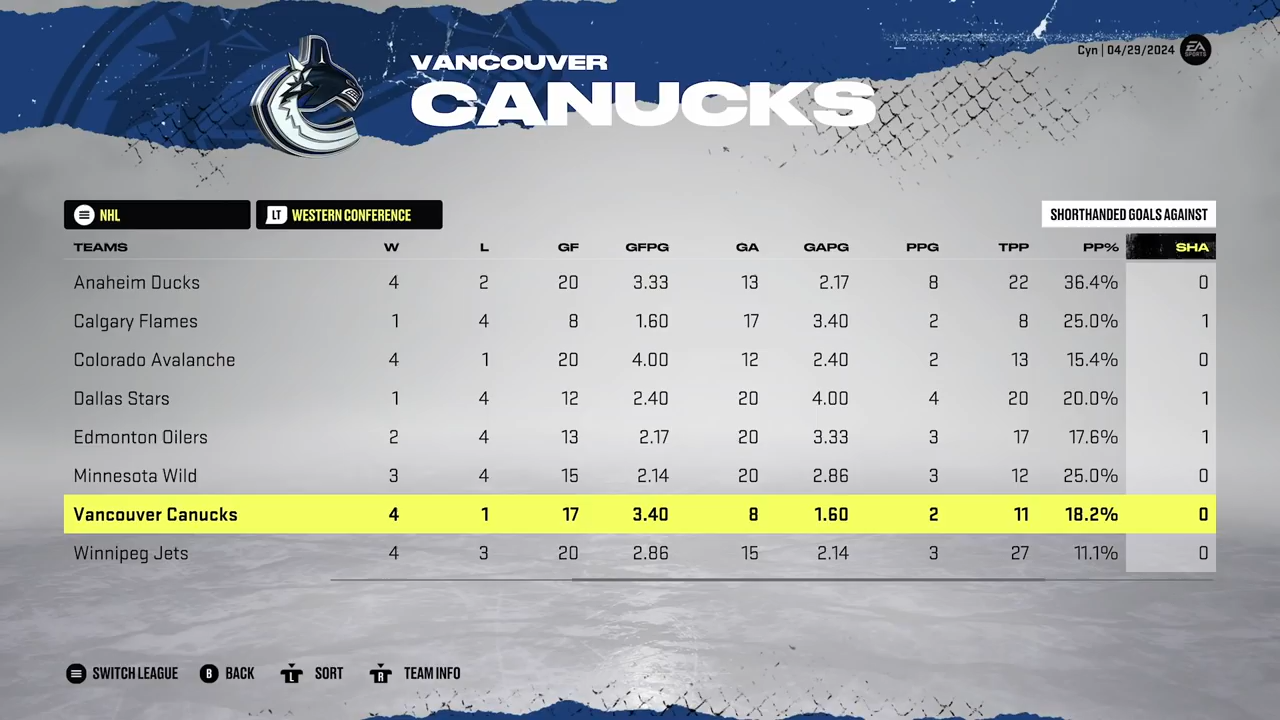 VANCOUVER
CANUCKS
Cyn | 04/29/2024
EA SPORTS
NHL
LT WESTERN CONFERENCE
SHORTHANDED GOALS AGAINST
TEAMS W L GF GFPG GA GAPG PPG TPP PP% SHA
Anaheim Ducks 4 2 20 3.33 13 2.17 8 22 36.4% 0
Calgary Flames 1 4 8 1.60 17 3.40 2 8 25.0% 1
Colorado Avalanche 4 1 20 4.00 12 2.40 2 13 15.4% 0
Dallas Stars 1 4 12 2.40 20 4.00 4 20 20.0% 1
Edmonton Oilers 2 4 13 2.17 20 3.33 3 17 17.6% 1
Minnesota Wild 3 4 15 2.14 20 2.86 3 12 25.0% 0
Vancouver Canucks 4 1 17 3.40 8 1.60 2 11 18.2% 0
Winnipeg Jets 4 3 20 2.86 15 2.14 3 27 11.1% 0
SWITCH LEAGUE B BACK L SORT R TEAM INFO